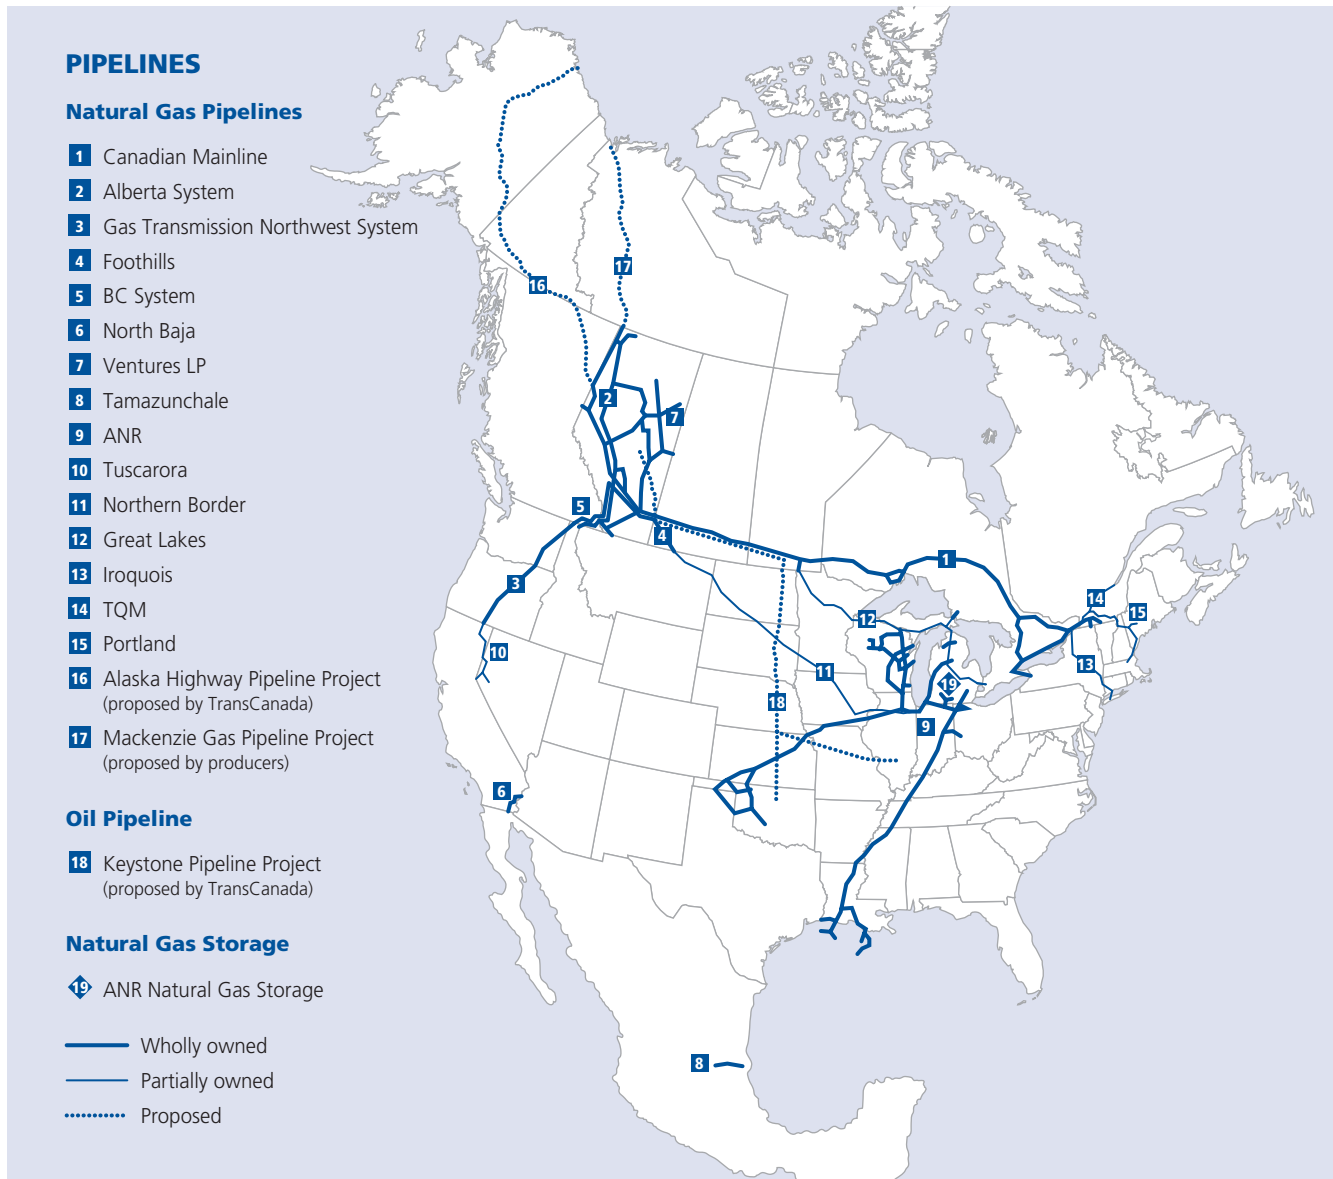 PIPELINES
Natural Gas Pipelines
1 Canadian Mainline
2 Alberta System
3 Gas Transmission Northwest System
4 Foothills
5 BC System
6 North Baja
7 Ventures LP
8 Tamazunchale
9 ANR
10 Tuscarora
11 Northern Border
12 Great Lakes
13 Iroquois
14 TQM
15 Portland
16 Alaska Highway Pipeline Project
(proposed by TransCanada)
17 Mackenzie Gas Pipeline Project
(proposed by producers)
Oil Pipeline
18 Keystone Pipeline Project
(proposed by TransCanada)
Natural Gas Storage
19 ANR Natural Gas Storage
Wholly owned
Partially owned
Proposed
17
16
2
7
5
4
1
3
14
15
12
10
13
11
19
18
9
6
8